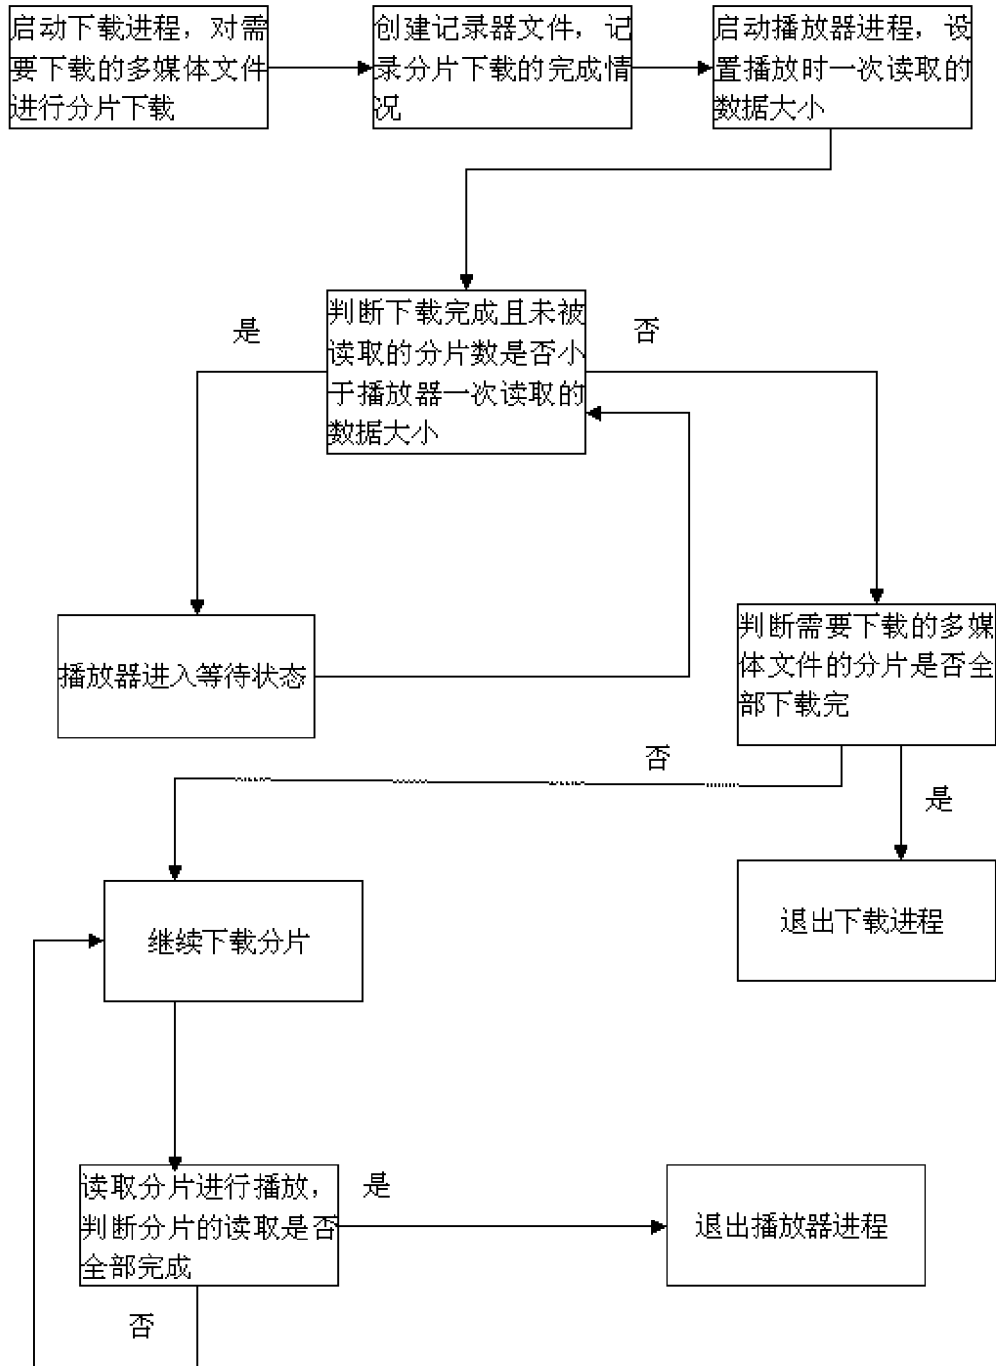 启动下载进程，对需
要下载的多媒体文件
进行分片下载
创建记录器文件，记
录分片下载的完成情
况
启动播放器进程，设
置播放时一次读取的
数据大小
判断下载完成且未被
读取的分片数是否小
于播放器一次读取的
数据大小
是
否
播放器进入等待状态
判断需要下载的多媒
体文件的分片是否全
部下载完
否
是
继续下载分片
退出下载进程
读取分片进行播放，
判断分片的读取是否
全部完成
是
退出播放器进程
否